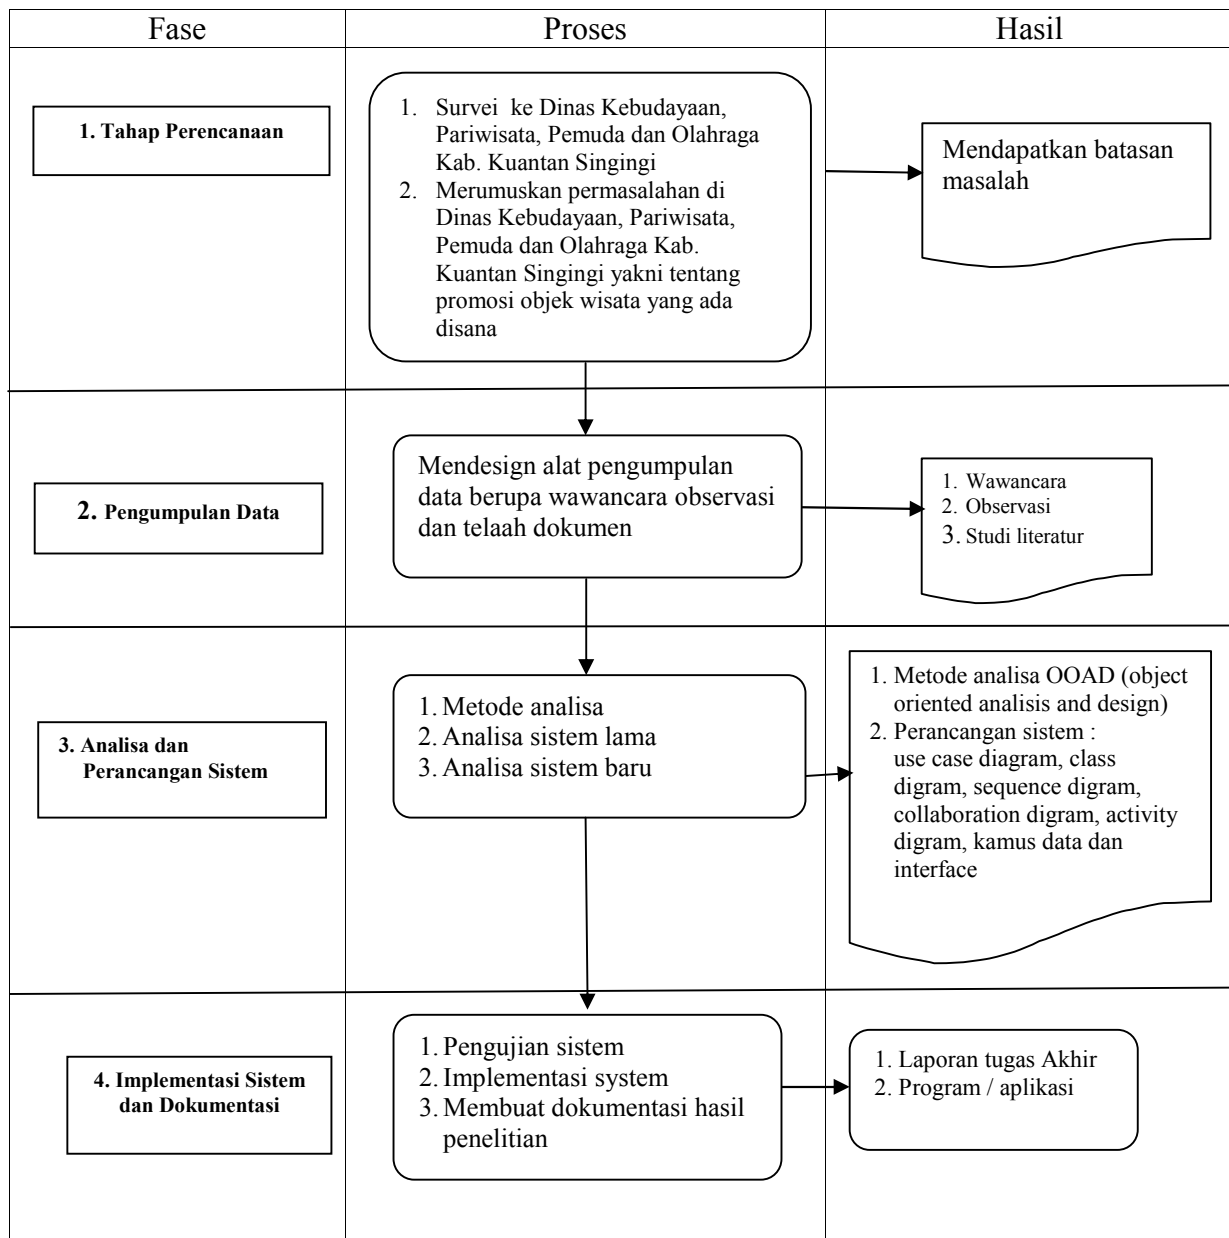 Fase
Proses
Hasil
1. Tahap Perencanaan
1. Survei ke Dinas Kebudayaan,
Pariwisata, Pemuda dan Olahraga
Kab. Kuantan Singingi
2. Merumuskan permasalahan di
Dinas Kebudayaan, Pariwisata,
Pemuda dan Olahraga Kab.
Kuantan Singingi yakni tentang
promosi objek wisata yang ada
disana
Mendapatkan batasan
masalah
2. Pengumpulan Data
Mendesign alat pengumpulan
data berupa wawancara observasi
dan telaah dokumen
1. Wawancara
2. Observasi
3. Studi literatur
3. Analisa dan
Perancangan Sistem
1. Metode analisa
2. Analisa sistem lama
3. Analisa sistem baru
1. Metode analisa OOAD (object
oriented analisis and design)
2. Perancangan sistem :
use case diagram, class
digram, sequence digram,
collaboration digram, activity
digram, kamus data dan
interface
4. Implementasi Sistem
dan Dokumentasi
1. Pengujian sistem
2. Implementasi system
3. Membuat dokumentasi hasil
penelitian
1. Laporan tugas Akhir
2. Program / aplikasi